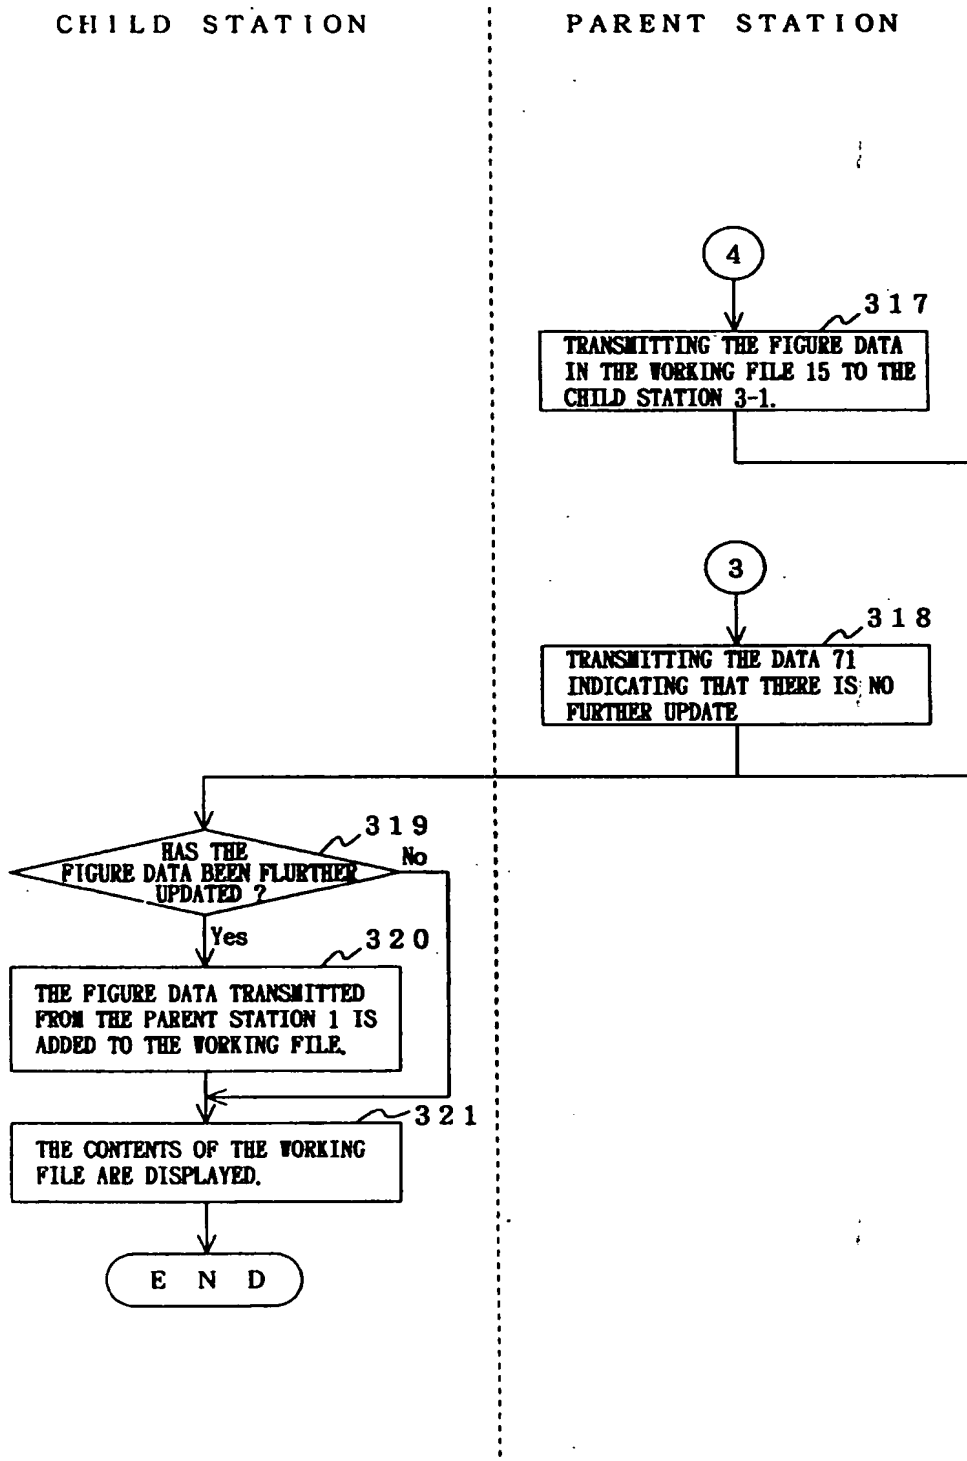 CHILD STATION
PARENT STATION
4
317
TRANSMITTING THE FIGURE DATA
IN THE WORKING FILE 15 TO THE
CHILD STATION 3-1.
3
318
TRANSMITTING THE DATA 71
INDICATING THAT THERE IS NO
FURTHER UPDATE
319
HAS THE
FIGURE DATA BEEN FLURTHER
UPDATED ?
No
Yes
320
THE FIGURE DATA TRANSMITTED
FROM THE PARENT STATION 1 IS
ADDED TO THE WORKING FILE.
321
THE CONTENTS OF THE WORKING
FILE ARE DISPLAYED.
END